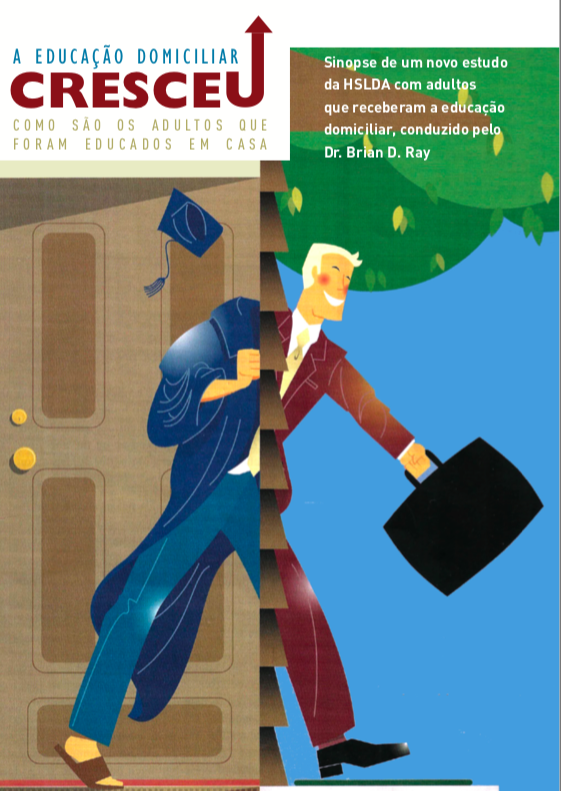 A EDUCAÇÃO DOMICILIAR
CRESCEU
COMO SÃO OS ADULTOS QUE
FORAM EDUCADOS EM CASA
Sinopse de um novo estudo
da HSLDA com adultos
que receberam a educação
domiciliar, conduzido pelo
Dr. Brian D. Ray